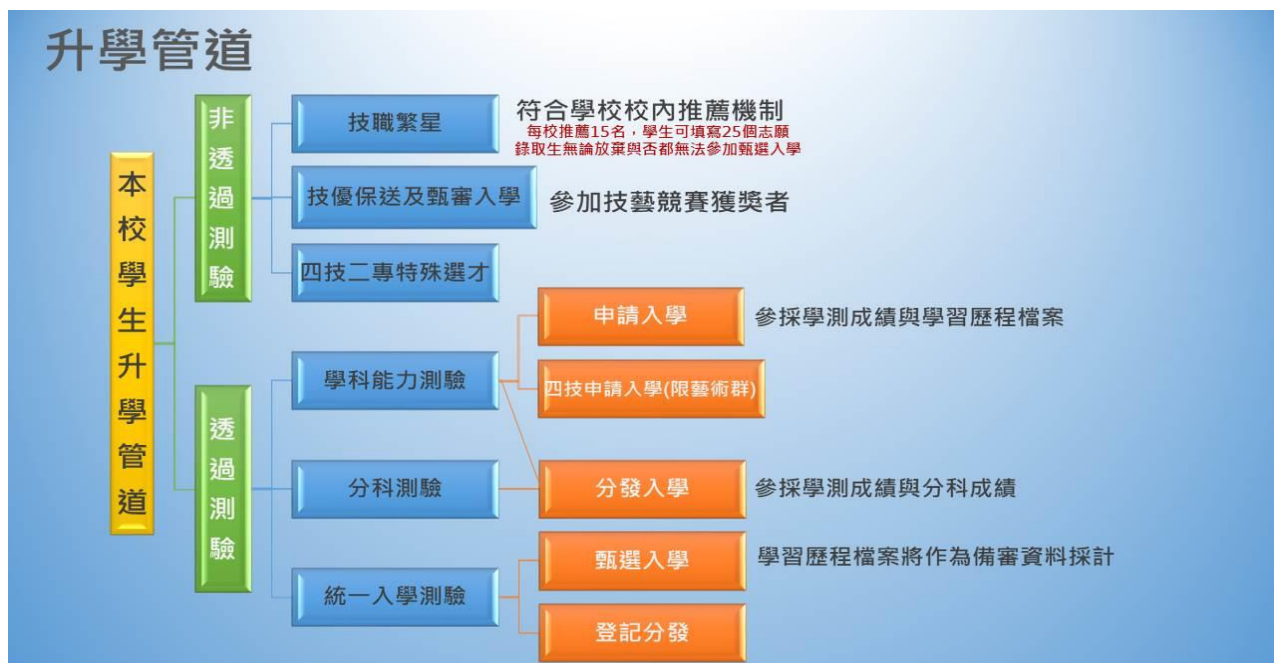 升學管道
本校學生升學管道
非透過測驗
技職繁星
符合學校校內推薦機制
每校推薦15名，學生可填寫25個志願
錄取生無論放棄與否都無法參加甄選入學
技優保送及甄審入學
參加技藝競賽獲獎者
四技二專特殊選才
透過測驗
學科能力測驗
申請入學
參採學測成績與學習歷程檔案
四技申請入學(限藝術群)
分科測驗
分發入學
參採學測成績與分科成績
統一入學測驗
甄選入學
學習歷程檔案將作為備審資料採計
登記分發